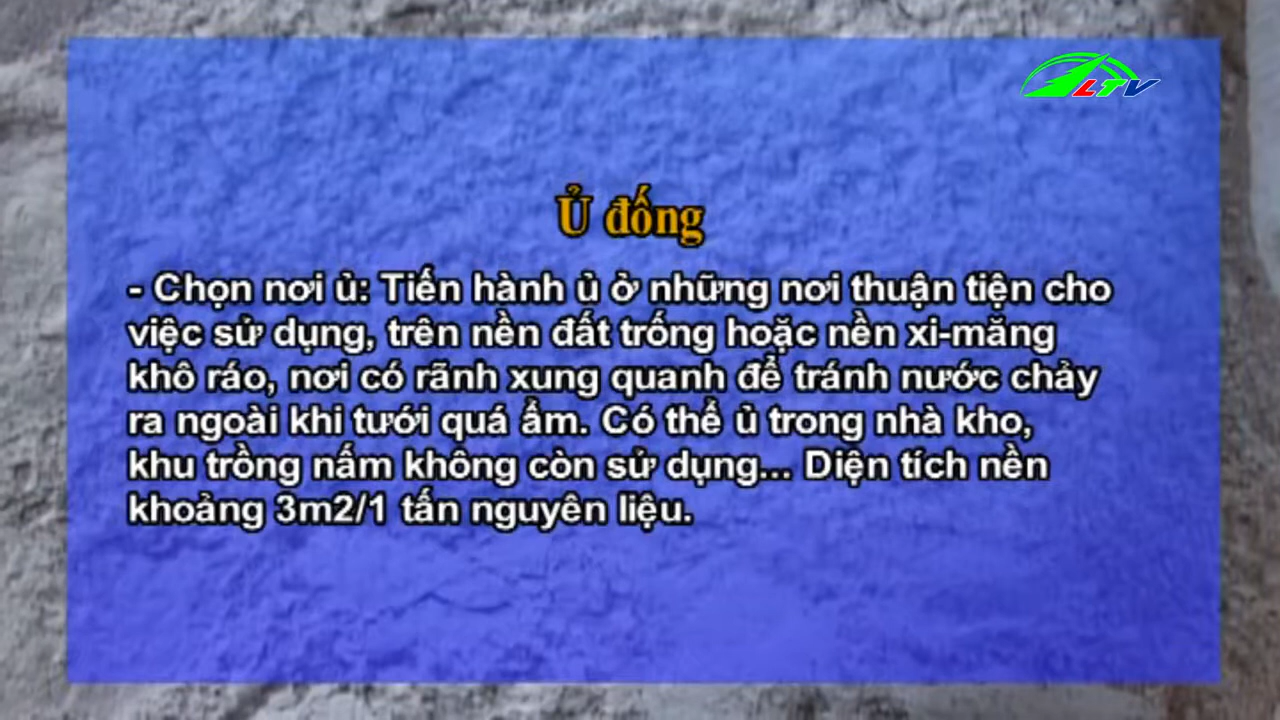 LTV
Ủ đống
- Chọn nơi ủ: Tiến hành ủ ở những nơi thuận tiện cho
việc sử dụng, trên nền đất trống hoặc nền xi-măng
khô ráo, nơi có rãnh xung quanh để tránh nước chảy
ra ngoài khi tưới quá ẩm. Có thể ủ trong nhà kho,
khu trồng nấm không còn sử dụng... Diện tích nền
khoảng 3m2/1 tấn nguyên liệu.